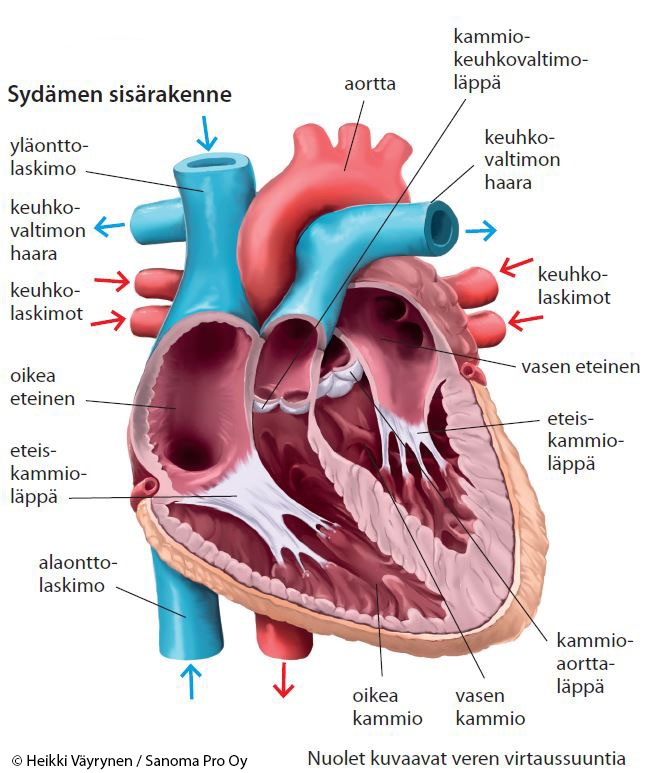 Sydämen sisärakenne
kammio-
keuhkovaltimo-
läppä
aortta
keuhko-
valtimon
haara
yläontto-
laskimo
keuhko-
valtimon
haara
keuhko-
laskimot
keuhko-
laskimot
vasen eteinen
oikea
eteinen
eteis-
kammio-
läppä
eteis-
kammio-
läppä
alaontto-
laskimo
kammio-
aortta-
läppä
oikea
kammio
vasen
kammio
© Heikki Väyrynen / Sanoma Pro Oy
Nuolet kuvaavat veren virtaussuuntia